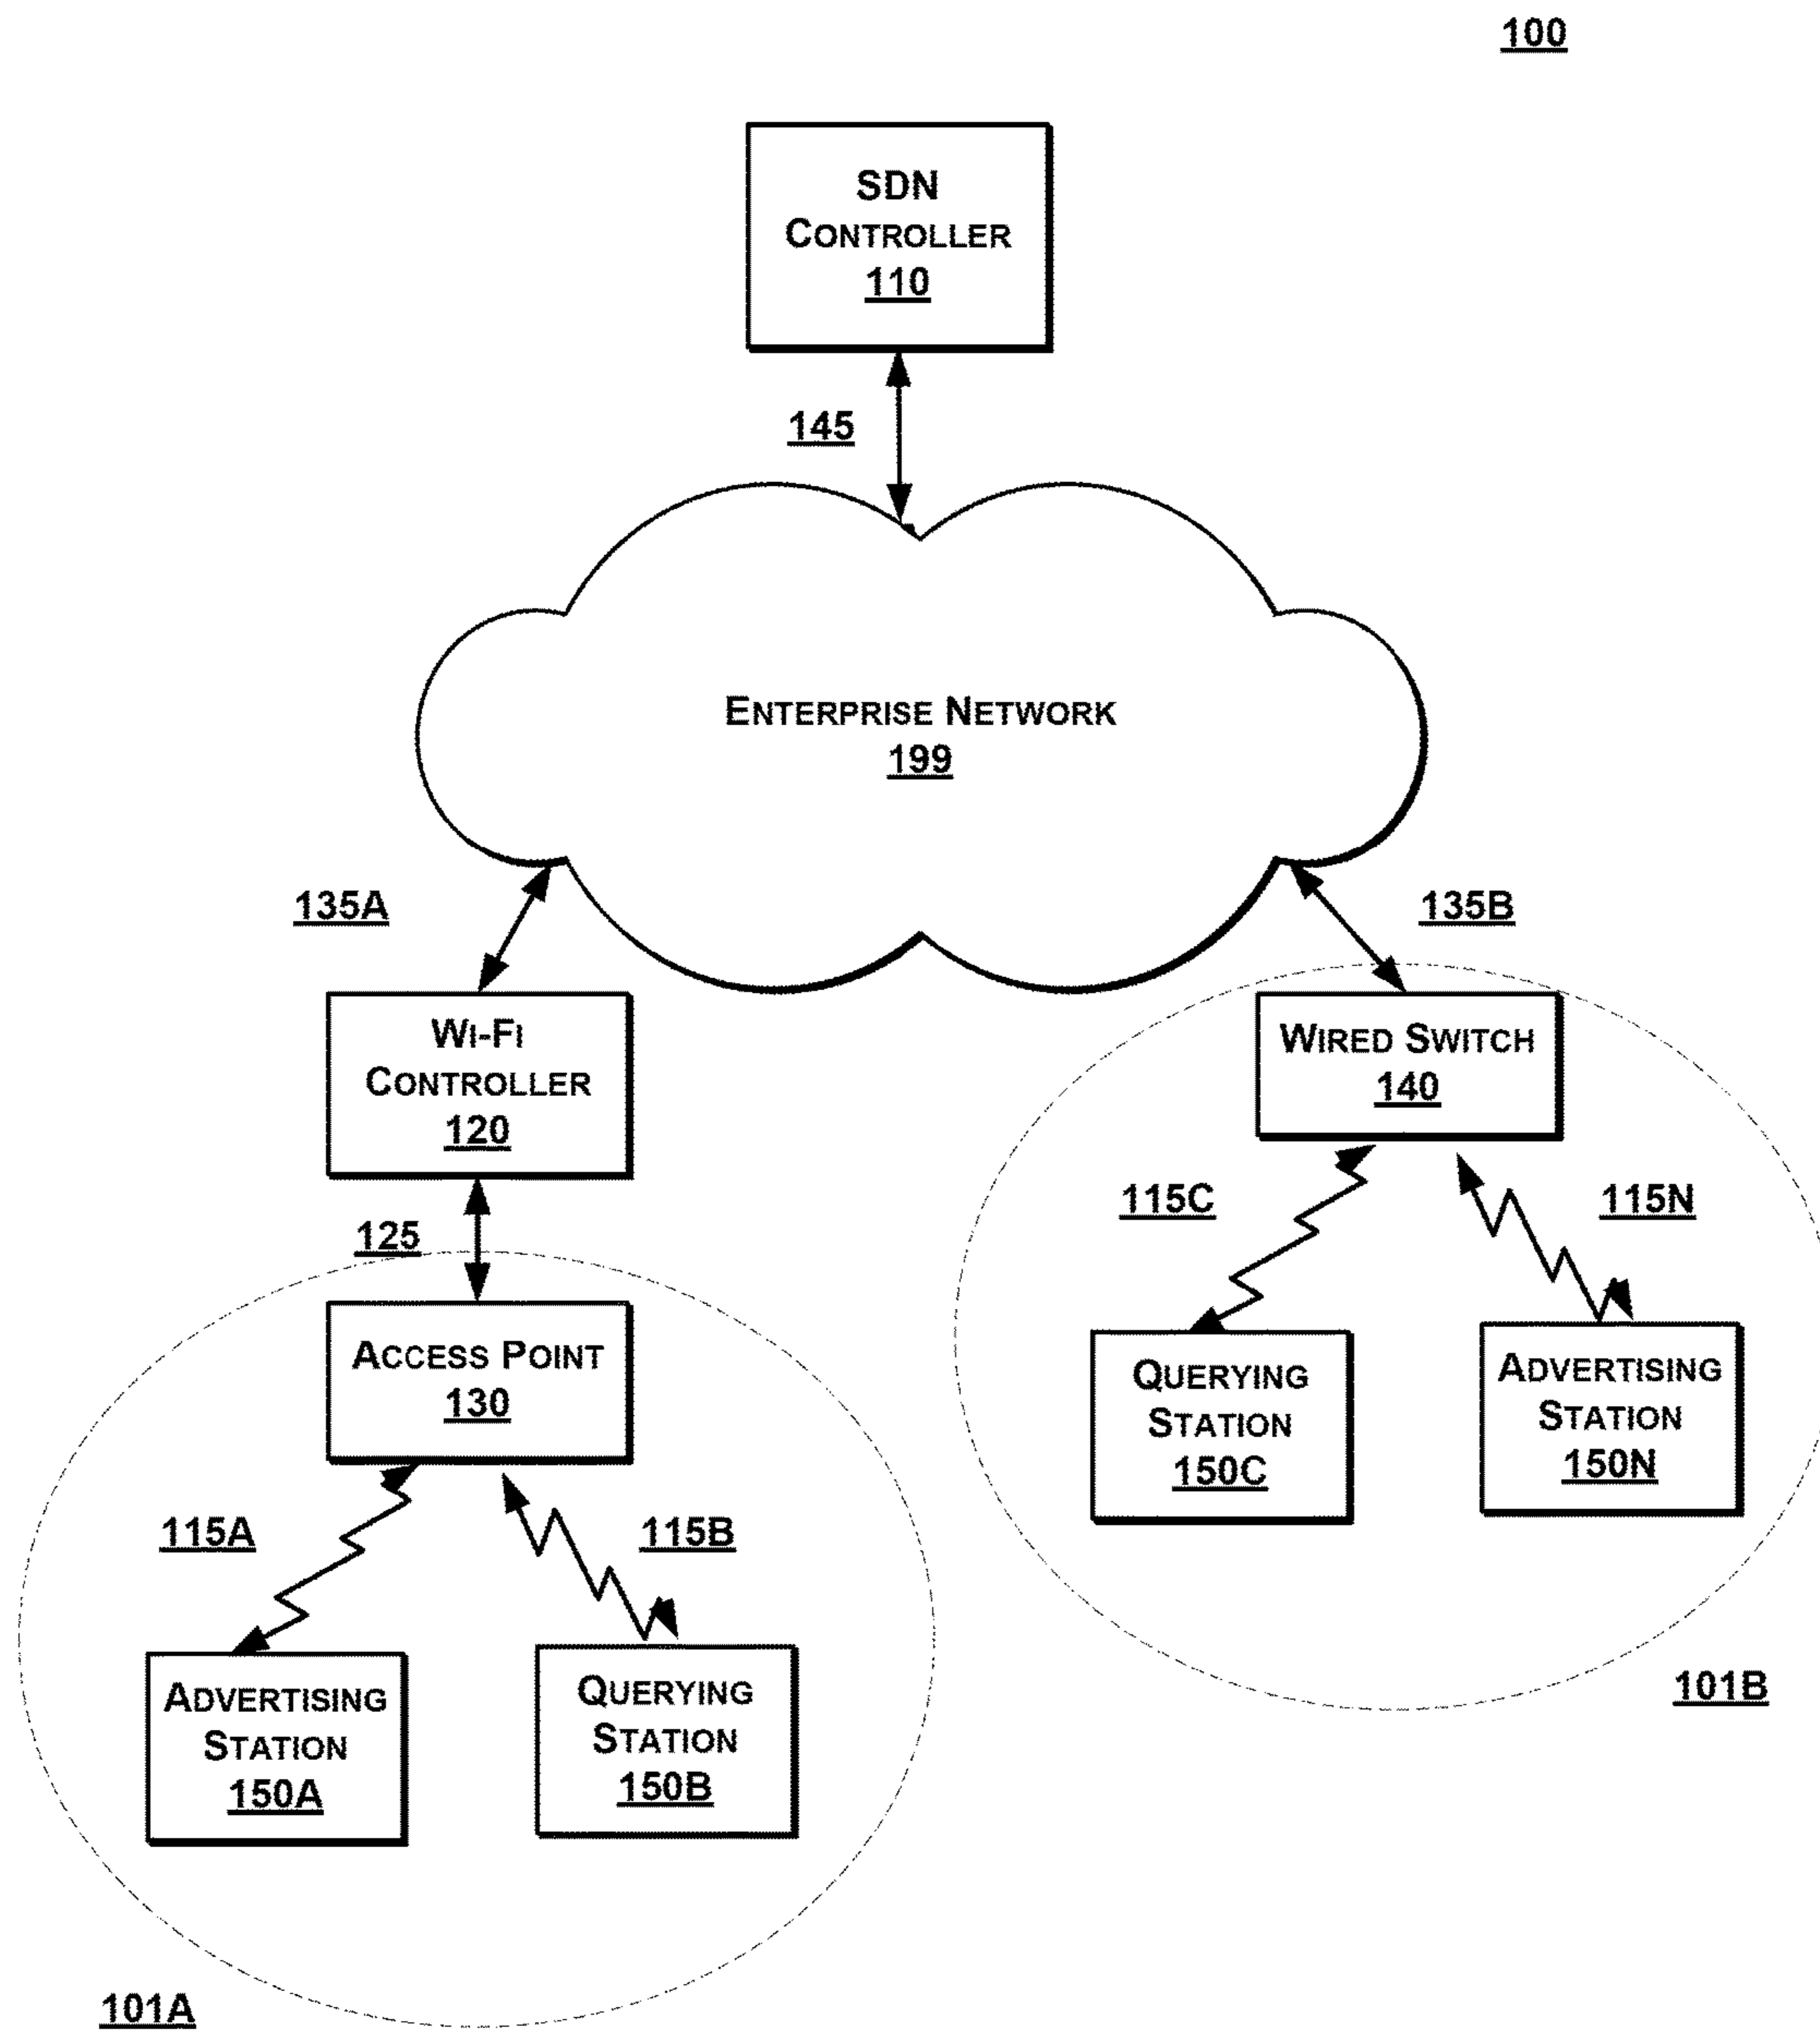 100
SDN
CONTROLLER
110
145
ENTERPRISE NETWORK
199
135A
135B
WI-FI
CONTROLLER
120
WIRED SWITCH
140
115C
115N
125
ACCESS POINT
130
QUERYING
STATION
150C
ADVERTISING
STATION
150N
115A
115B
ADVERTISING
STATION
150A
QUERYING
STATION
150B
101B
101A